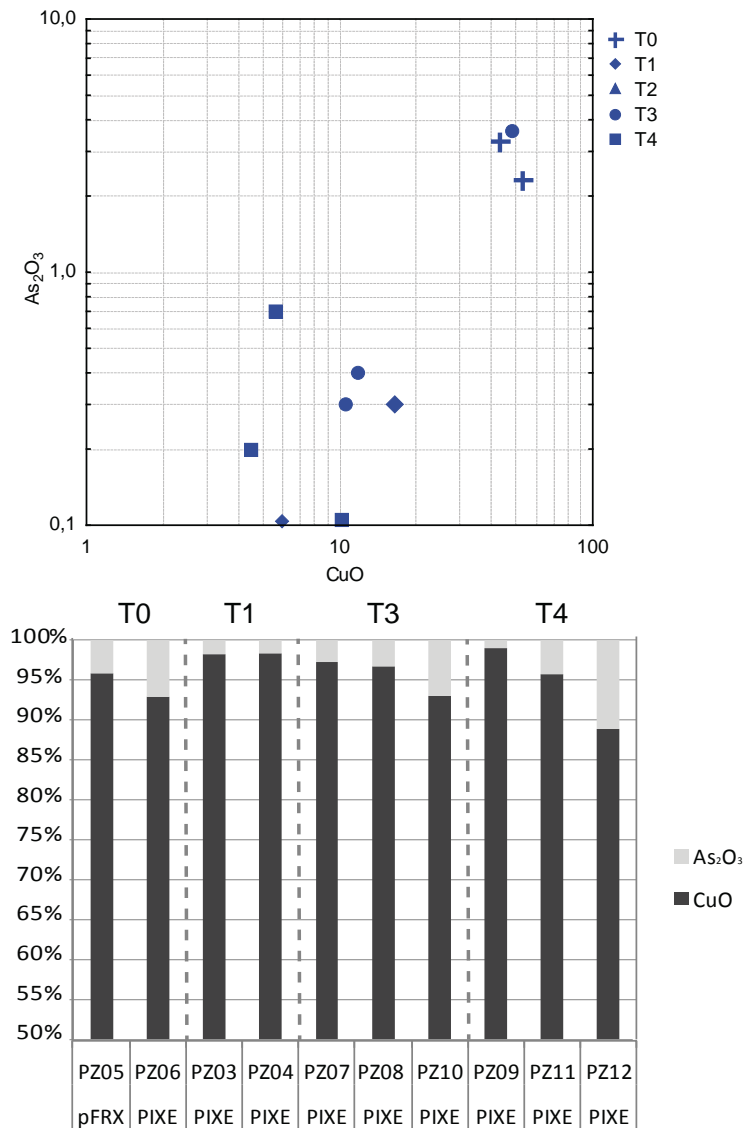 10,0
1,0
0,1
As₂O₃
1 10 100
CuO
T0
T1
T2
T3
T4
T0 T1 T3 T4
100%
95%
90%
85%
80%
75%
70%
65%
60%
55%
50%
As₂O₃
CuO
PZ05 PZ06 PZ03 PZ04 PZ07 PZ08 PZ10 PZ09 PZ11 PZ12
pFRX PIXE PIXE PIXE PIXE PIXE PIXE PIXE PIXE PIXE